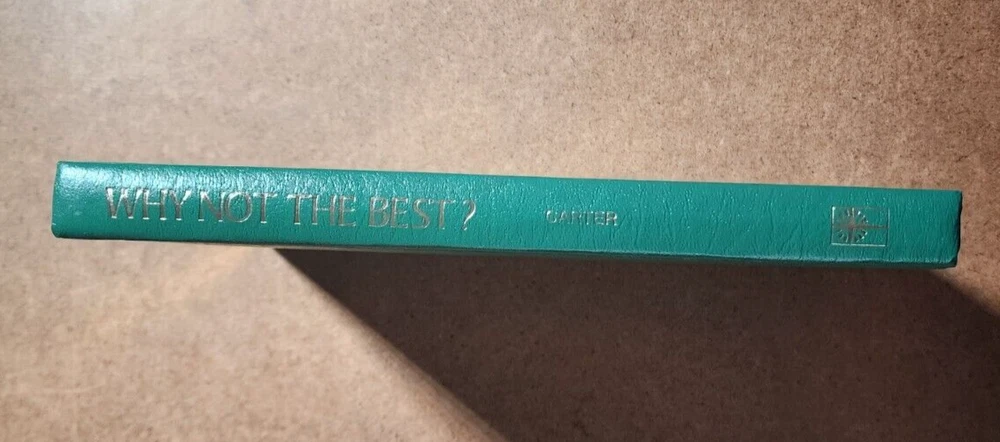 WHY NOT THE BEST? CARTER